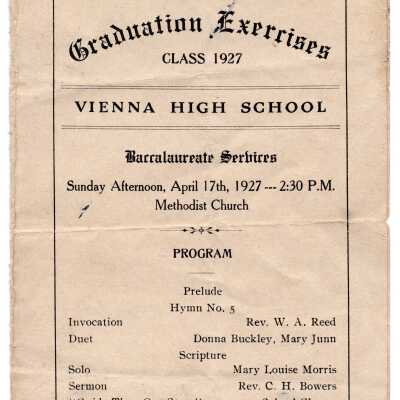 Graduation Exercises
CLASS 1927
VIENNA HIGH SCHOOL
Baccalaureate Services
Sunday Afternoon, April 17th, 1927 --- 2:30 P.M.
Methodist Church
PROGRAM
Prelude
Hymn No. 5
Invocation Rev. W. A. Reed
Duet Donna Buckley, Mary Junn
Scripture
Solo Mary Louise Morris
Sermon Rev. C. H. Bowers